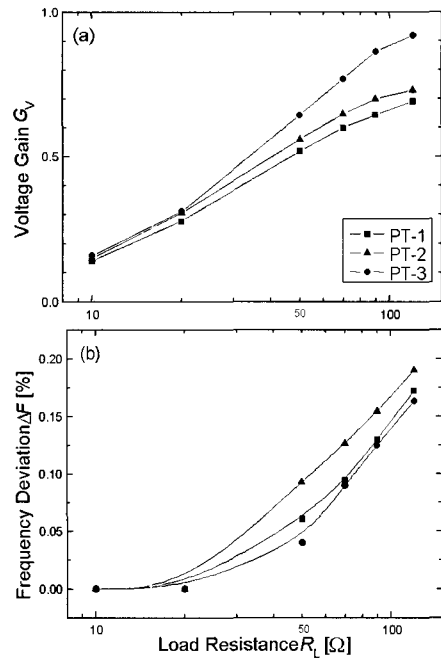 (a)
Voltage Gain G_V
1.0
0.5
0.0
PT-1
PT-2
PT-3
10
50
100
(b)
Frequency Deviation ΔF [%]
0.20
0.15
0.10
0.05
0.00
10
50
100
Load Resistance R_L [Ω]